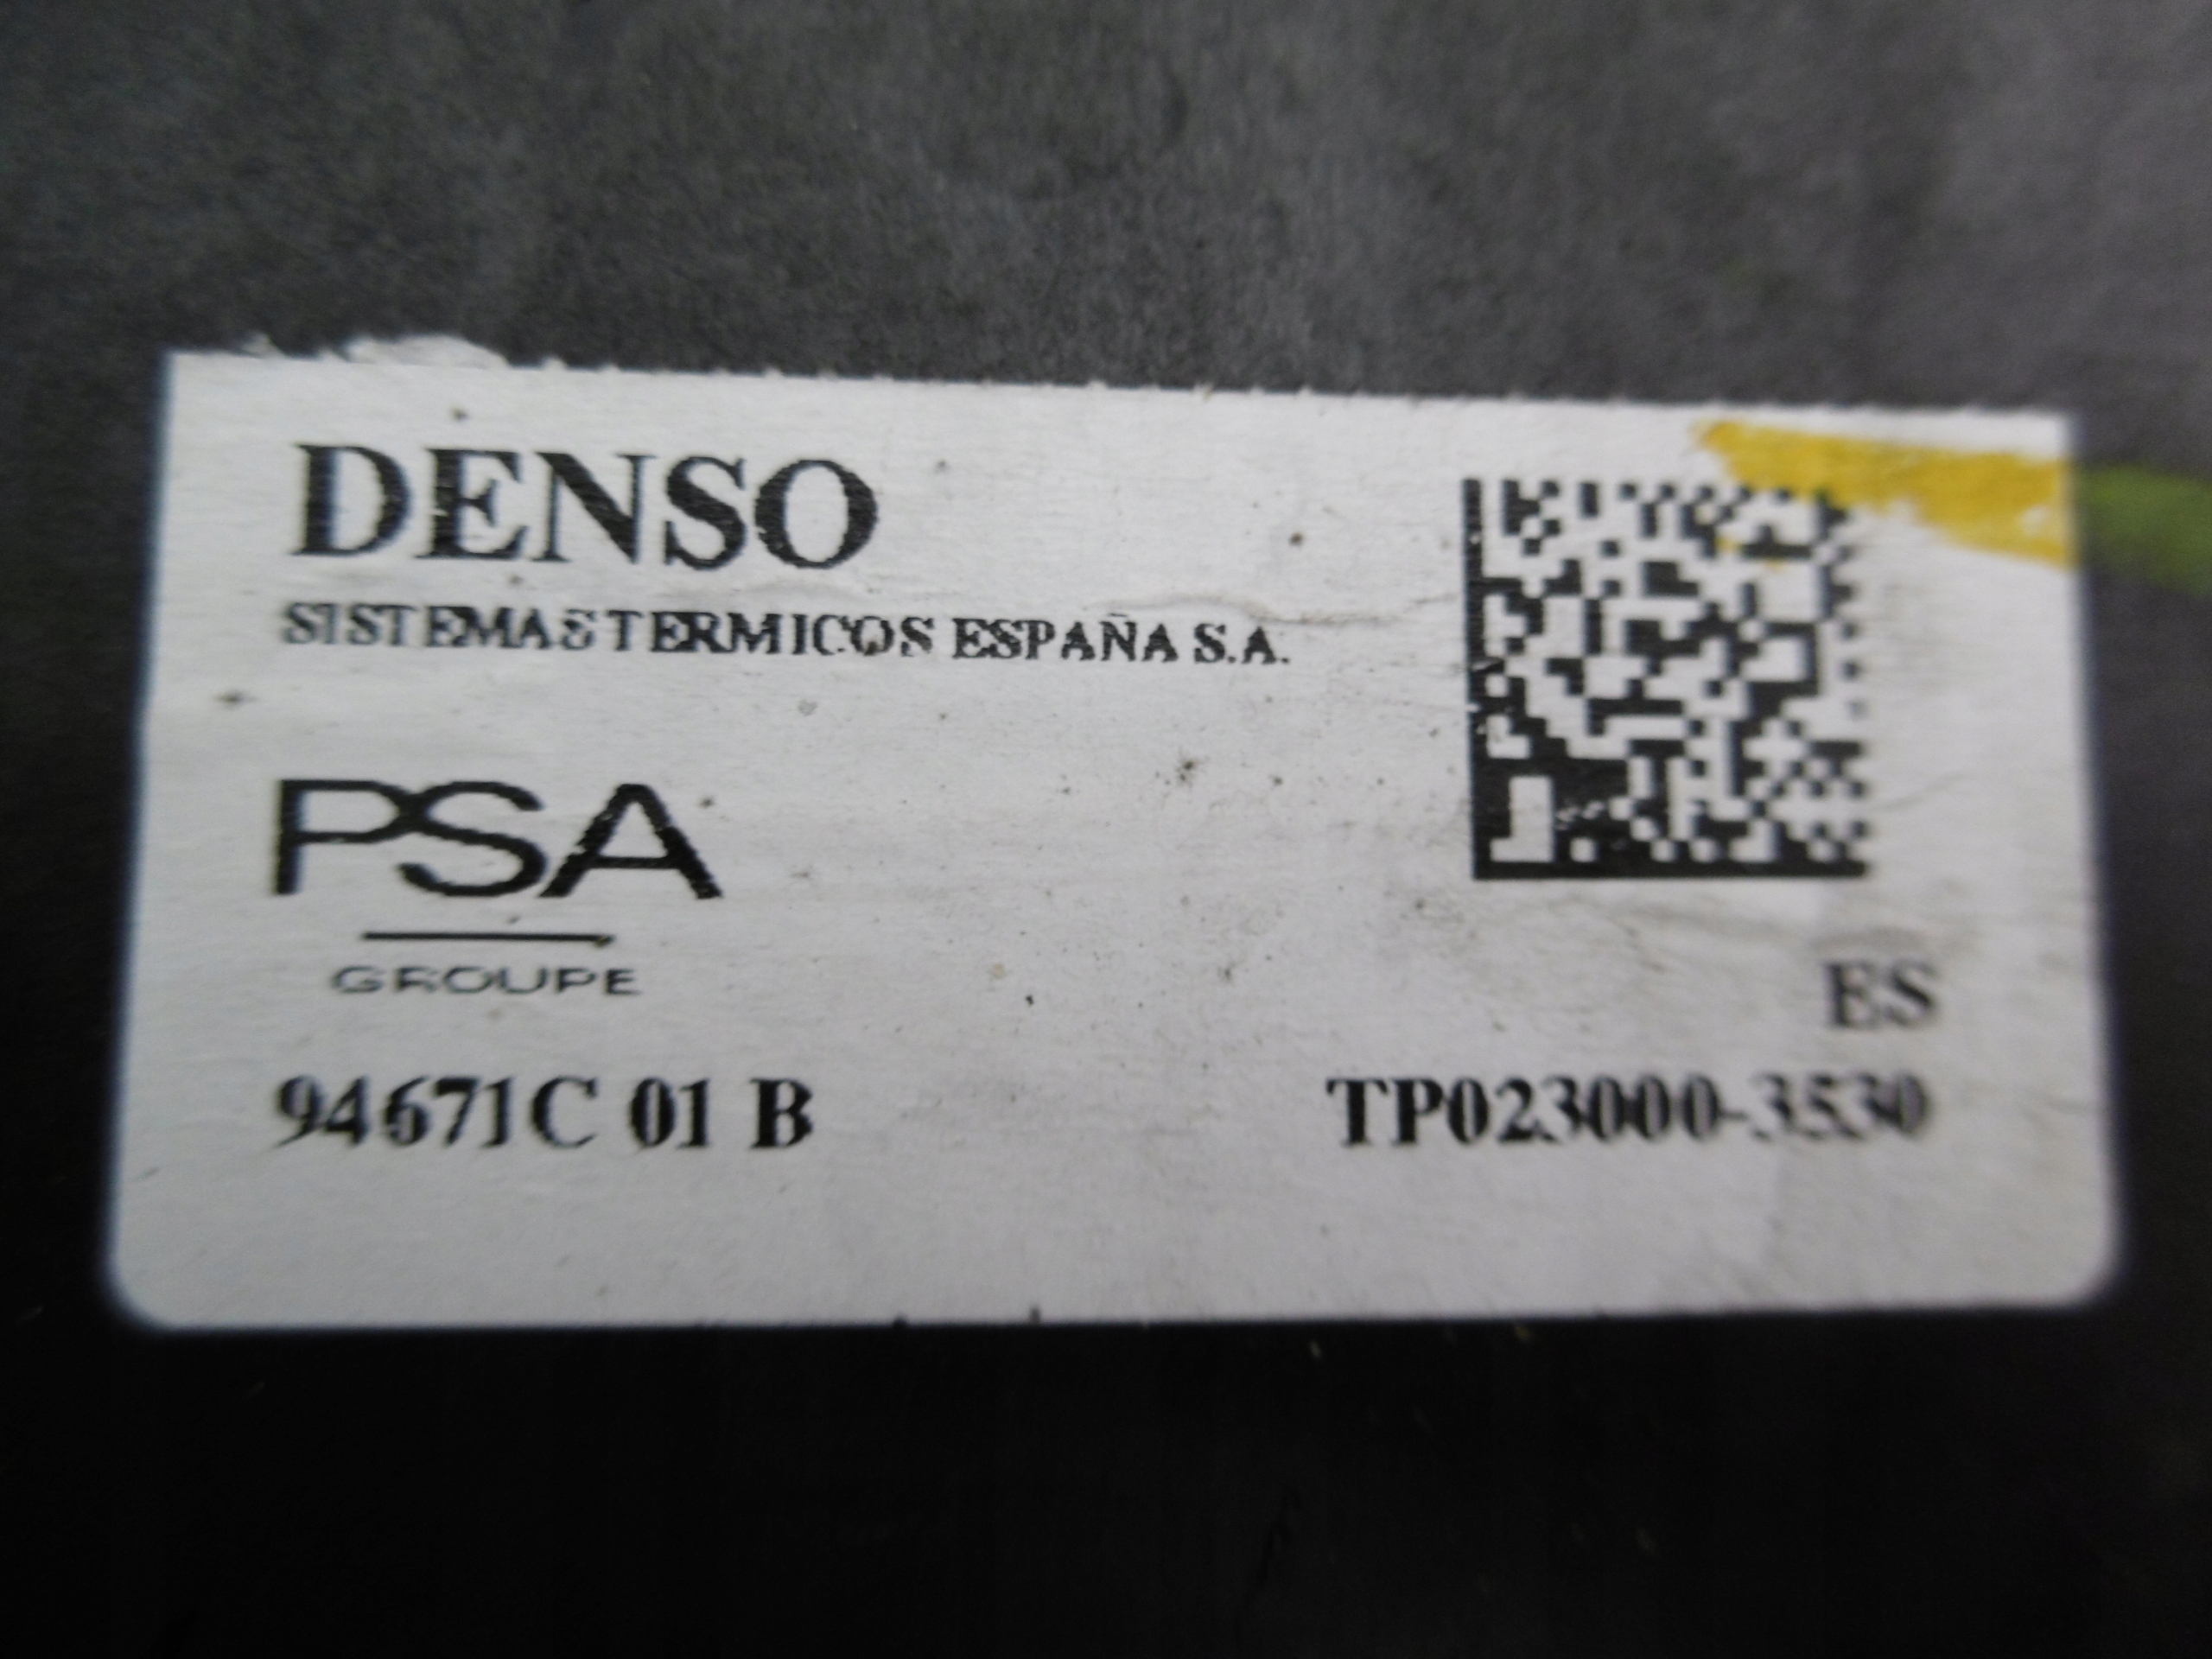 DENSO
SISTEMAS TERMICOS ESPAÑA S.A.
PSA
GROUPE
ES
94671C 01 B TP023000-3530